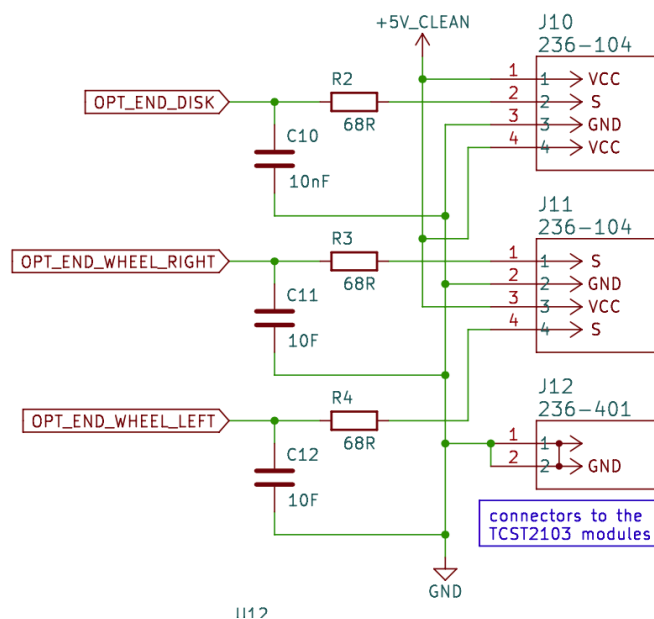 +5V_CLEAN
J10
236-104
OPT_END_DISK
R2
68R
C10
10nF
1 1 VCC
2 2 S
3 3 GND
4 4 VCC
J11
236-104
OPT_END_WHEEL_RIGHT
R3
68R
C11
10F
1 1 S
2 2 GND
3 3 VCC
4 4 S
J12
236-401
OPT_END_WHEEL_LEFT
R4
68R
C12
10F
1 1
2 2 GND
connectors to the
TCST2103 modules
GND